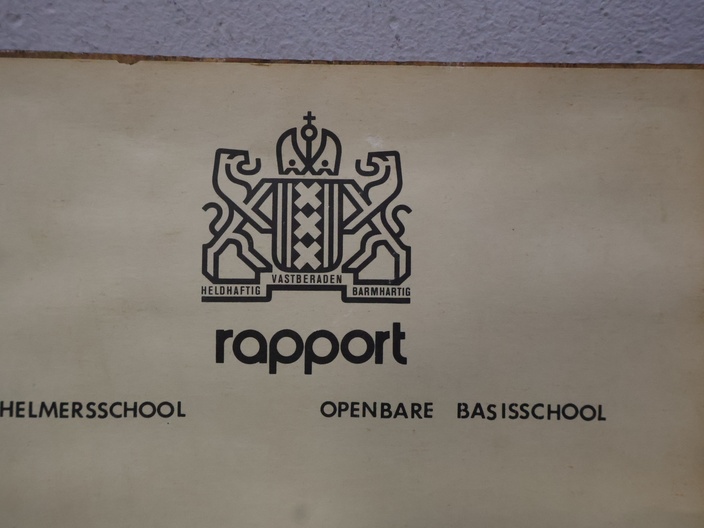 HELDHAFTIG VASTBERADEN BARMHARTIG
rapport
HELMERSSCHOOL OPENBARE BASISSCHOOL